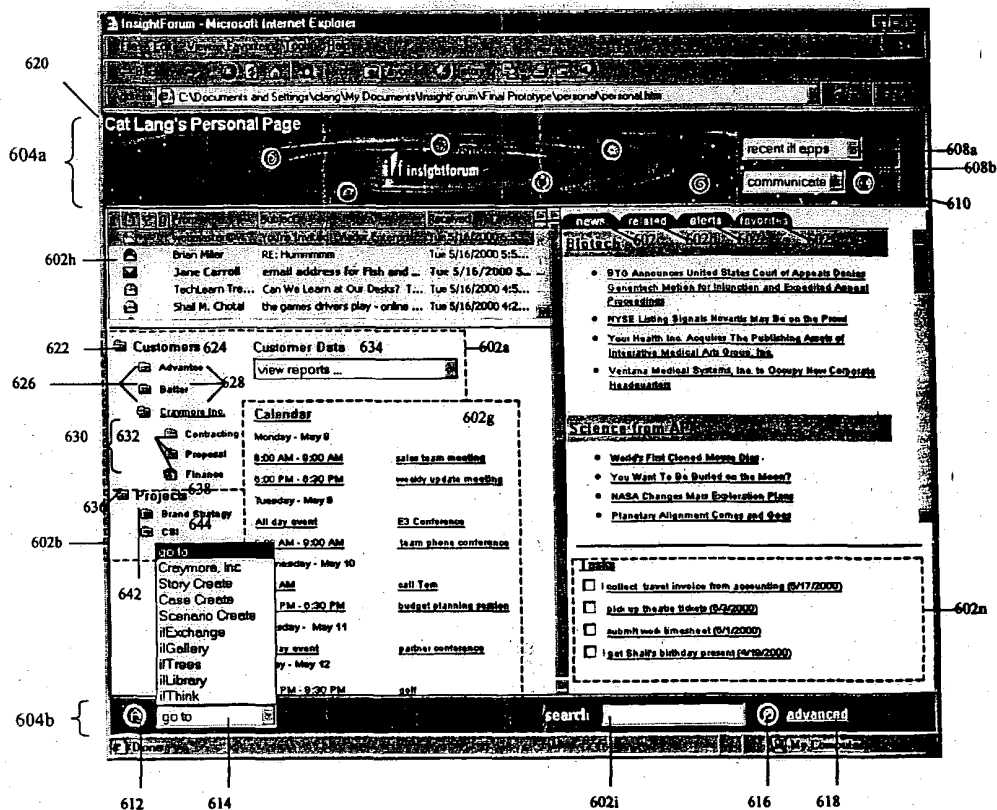 InsightForum - Microsoft Internet Explorer
620
C:\Documents and Settings\clang\My Documents\InsightForum\Final Prototype\personal\personal.htm
Cat Lang's Personal Page
604a
insightforum
recent ifl apps
608a
608b
communicate
610
news related alerts favorites
Biotech
602h
Brian Miller RE: Hummmmm Tue 5/16/2000 5:5...
Jane Carroll email address for Fish and ... Tue 5/16/2000 5...
TechLearn Tre... Can We Learn at Our Desks? T... Tue 5/16/2000 4:5...
Shail M. Chotal the games drivers play - online ... Tue 5/16/2000 4:2...
BTG Announces United States Court of Appeals Denies
Genentech Motion for Injunction and Expedited Appeal
Proceedings
NYSE Listing Signals Novartis May Be on the Prowl
Your Health Inc. Acquires The Publishing Assets of
Integrative Medical Arts Group, Inc.
Ventana Medical Systems, Inc. to Occupy New Corporate
Headquarters
622
Customers 624
Customer Data 634
602a
view reports ...
626
Advantec
628
Batter
Craymore Inc.
630 632
Contracting
Proposal
Finance
Calendar
602g
Monday - May 8
8:00 AM - 9:00 AM sales team meeting
6:00 PM - 8:30 PM weekly update meeting
Tuesday - May 9
All day event E3 Conference
AM - 9:00 AM team phone conference
nesday - May 10
AM call Tom
PM - 6:30 PM budget planning session
sday - May 11
ay event partner conference
y - May 12
PM - 9:30 PM golf
Science from AP
World's First Cloned Mouse Dies
You Want To Be Buried on the Moon?
NASA Changes Mars Exploration Plans
Planetary Alignment Comes and Goes
636
Projects
638
Brand Strategy
644
CSI
602b
642
go to
Craymore, Inc
Story Create
Case Create
Scenario Create
ifExchange
ifGallery
ifTrees
ifLibrary
ifThink
Tasks
collect travel invoice from accounting (5/17/2000)
pick up theatre tickets (6/3/2000)
submit work timesheet (6/1/2000)
get Shail's birthday present (4/19/2000)
602n
604b
go to
search
advanced
Done
My Computer
612
614
602i
616
618